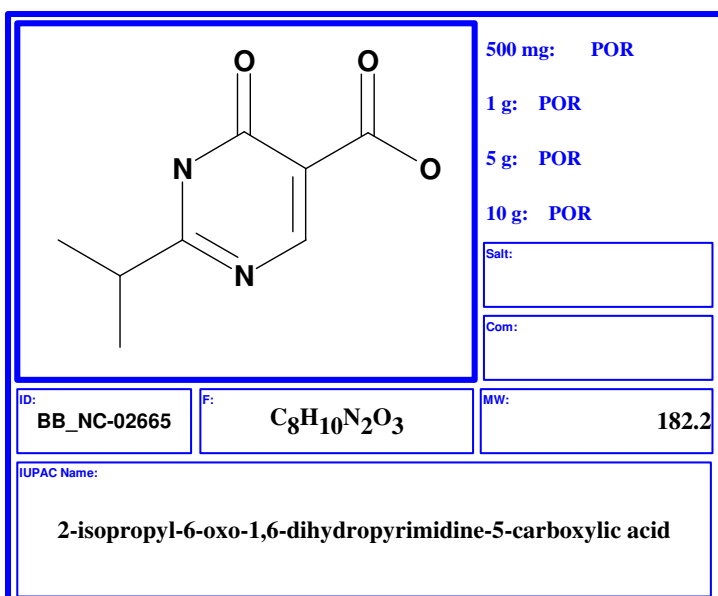 O O
N O
N
500 mg: POR
1 g: POR
5 g: POR
10 g: POR
Salt:
Com:
ID:
BB_NC-02665
F:
C8H10N2O3
MW:
182.2
IUPAC Name:
2-isopropyl-6-oxo-1,6-dihydropyrimidine-5-carboxylic acid